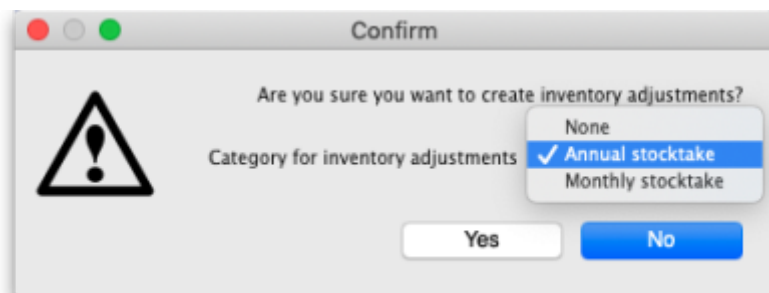 Confirm
Are you sure you want to create inventory adjustments?
None
Category for inventory adjustments
✓ Annual stocktake
Monthly stocktake
Yes
No